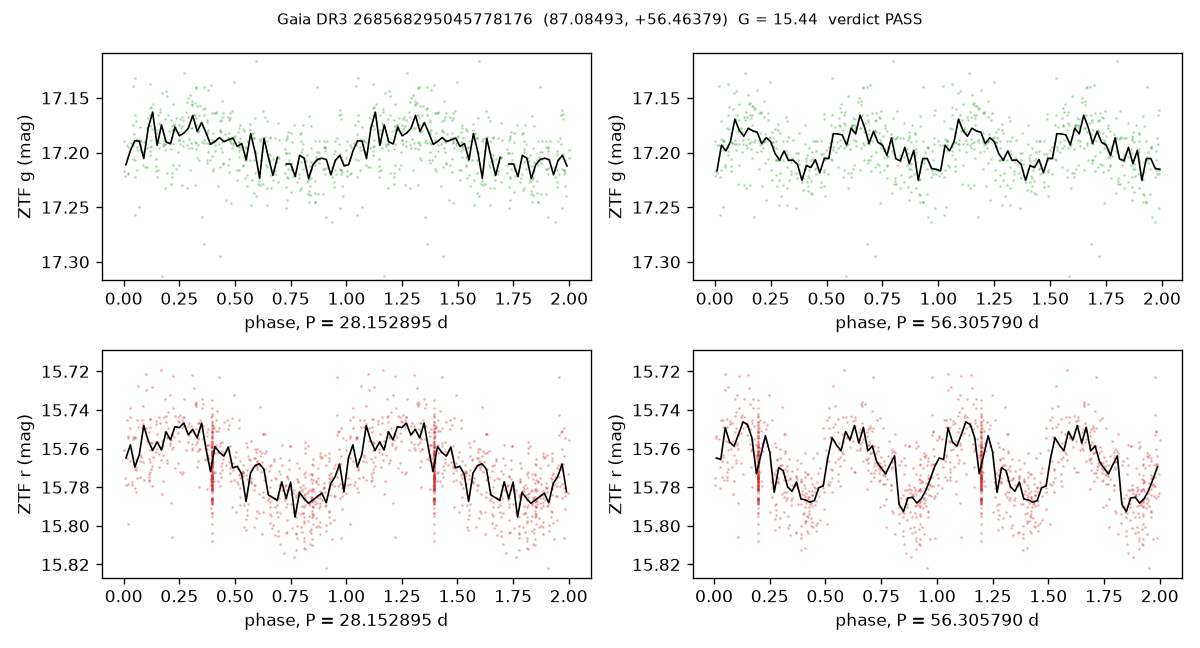 Gaia DR3 268568295045778176  (87.08493, +56.46379)  G = 15.44  verdict PASS
ZTF g (mag)
17.15
17.20
17.25
17.30
0.00 0.25 0.50 0.75 1.00 1.25 1.50 1.75 2.00
phase, P = 28.152895 d
ZTF g (mag)
17.15
17.20
17.25
17.30
0.00 0.25 0.50 0.75 1.00 1.25 1.50 1.75 2.00
phase, P = 56.305790 d
ZTF r (mag)
15.72
15.74
15.76
15.78
15.80
15.82
0.00 0.25 0.50 0.75 1.00 1.25 1.50 1.75 2.00
phase, P = 28.152895 d
ZTF r (mag)
15.72
15.74
15.76
15.78
15.80
15.82
0.00 0.25 0.50 0.75 1.00 1.25 1.50 1.75 2.00
phase, P = 56.305790 d